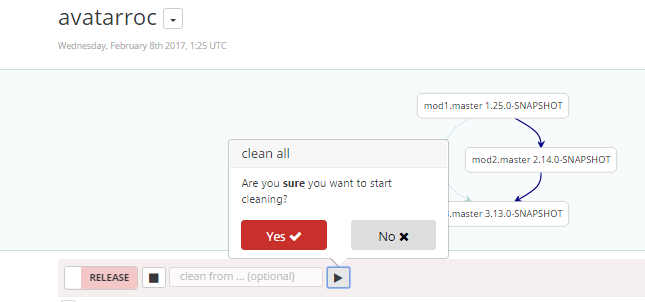 avatarroc
Wednesday, February 8th 2017, 1:25 UTC
mod1.master 1.25.0-SNAPSHOT
mod2.master 2.14.0-SNAPSHOT
.master 3.13.0-SNAPSHOT
clean all
Are you sure you want to start
cleaning?
Yes
No
RELEASE
clean from ... (optional)